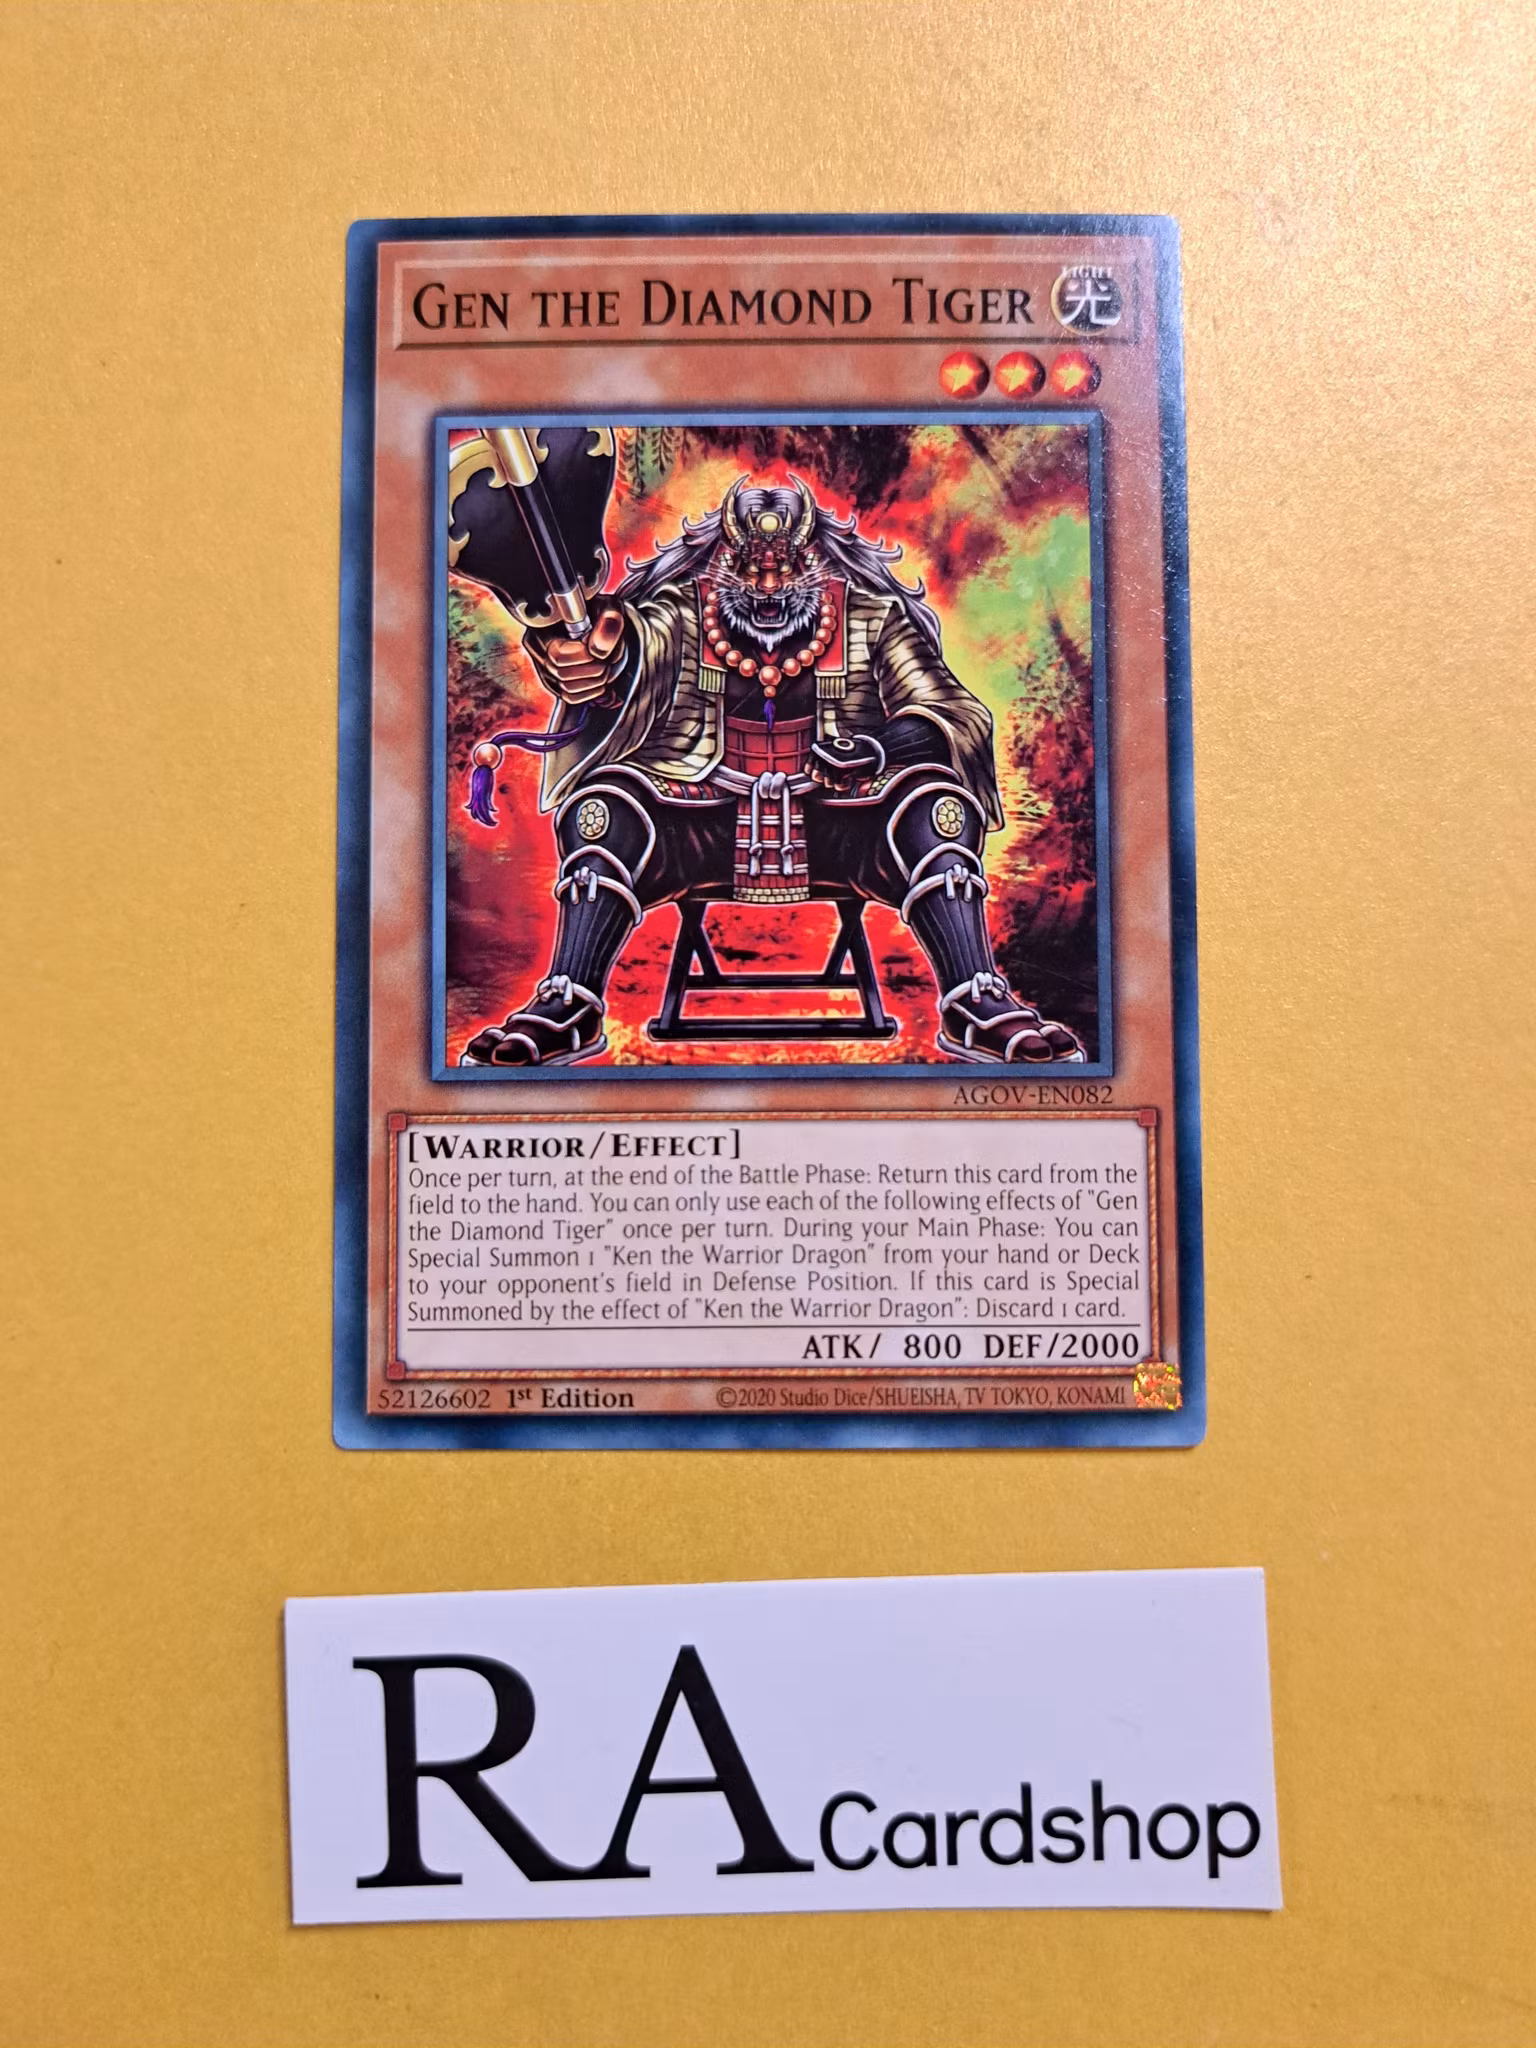 GEN THE DIAMOND TIGER
LIGHT
光
AGOV-EN082
[WARRIOR/EFFECT]
Once per turn, at the end of the Battle Phase: Return this card from the
field to the hand. You can only use each of the following effects of "Gen
the Diamond Tiger" once per turn. During your Main Phase: You can
Special Summon 1 "Ken the Warrior Dragon" from your hand or Deck
to your opponent's field in Defense Position. If this card is Special
Summoned by the effect of "Ken the Warrior Dragon": Discard 1 card.
ATK/ 800 DEF/2000
52126602 1st Edition ©2020 Studio Dice/SHUEISHA, TV TOKYO, KONAMI
RA Cardshop